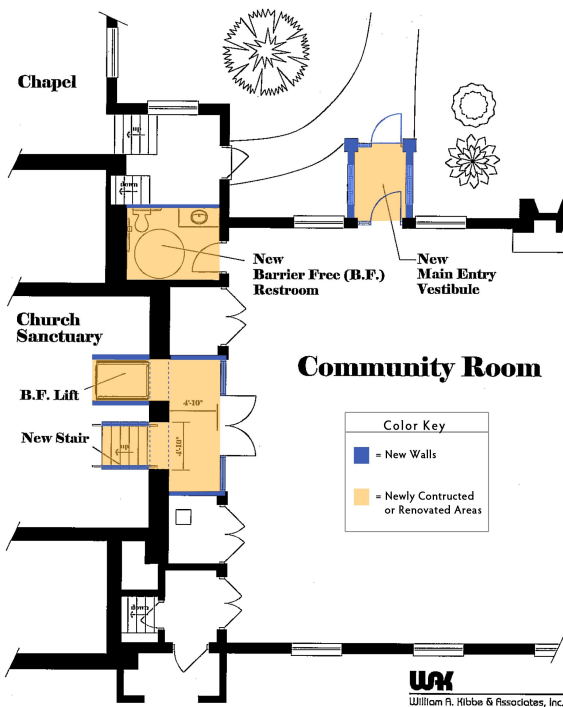 Chapel
up
down
New
Barrier Free (B.F.)
Restroom
New
Main Entry
Vestibule
Church
Sanctuary
Community Room
B.F. Lift
4'-10"
New Stair
up
4'-10"
Color Key
= New Walls
= Newly Contructed
or Renovated Areas
down
WAK
William A. Kibbe & Associates, Inc.